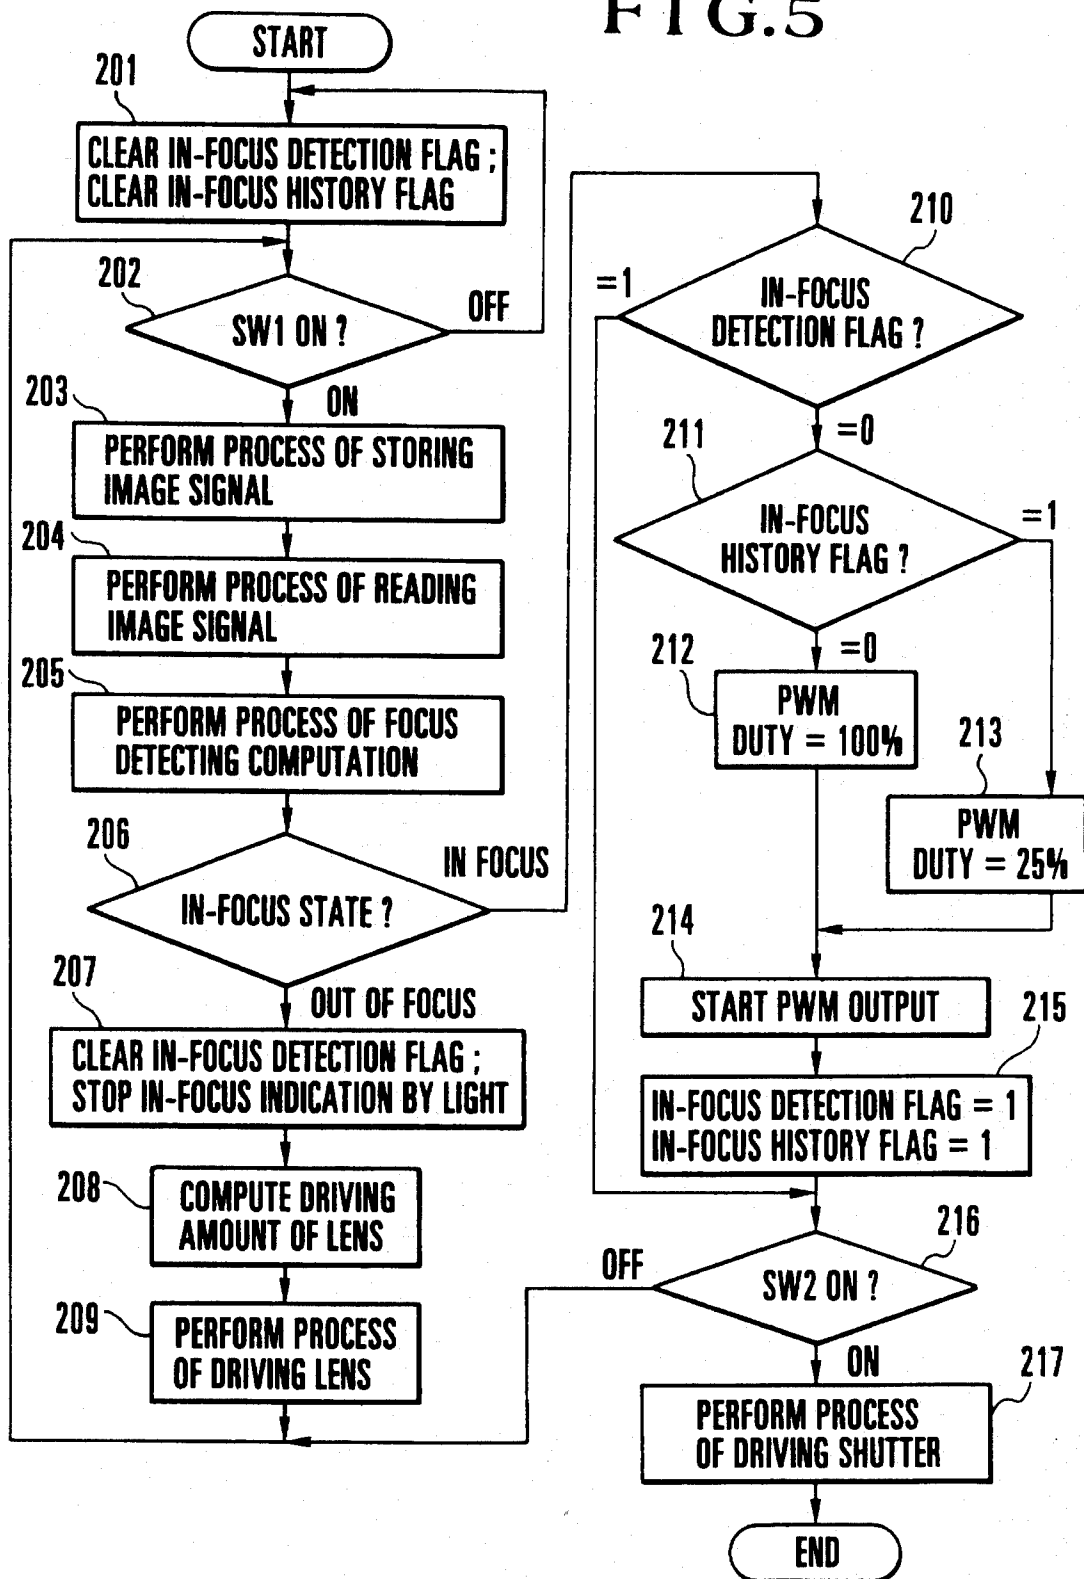 FIG.5
START
201
CLEAR IN-FOCUS DETECTION FLAG ;
CLEAR IN-FOCUS HISTORY FLAG
202
SW1 ON ?
OFF
ON
203
PERFORM PROCESS OF STORING
IMAGE SIGNAL
204
PERFORM PROCESS OF READING
IMAGE SIGNAL
205
PERFORM PROCESS OF FOCUS
DETECTING COMPUTATION
206
IN-FOCUS STATE ?
IN FOCUS
OUT OF FOCUS
207
CLEAR IN-FOCUS DETECTION FLAG ;
STOP IN-FOCUS INDICATION BY LIGHT
208
COMPUTE DRIVING
AMOUNT OF LENS
209
PERFORM PROCESS
OF DRIVING LENS
210
=1
IN-FOCUS
DETECTION FLAG ?
=0
211
IN-FOCUS
HISTORY FLAG ?
=1
=0
212
PWM
DUTY = 100%
213
PWM
DUTY = 25%
214
START PWM OUTPUT
215
IN-FOCUS DETECTION FLAG = 1
IN-FOCUS HISTORY FLAG = 1
216
OFF
SW2 ON ?
ON
217
PERFORM PROCESS
OF DRIVING SHUTTER
END